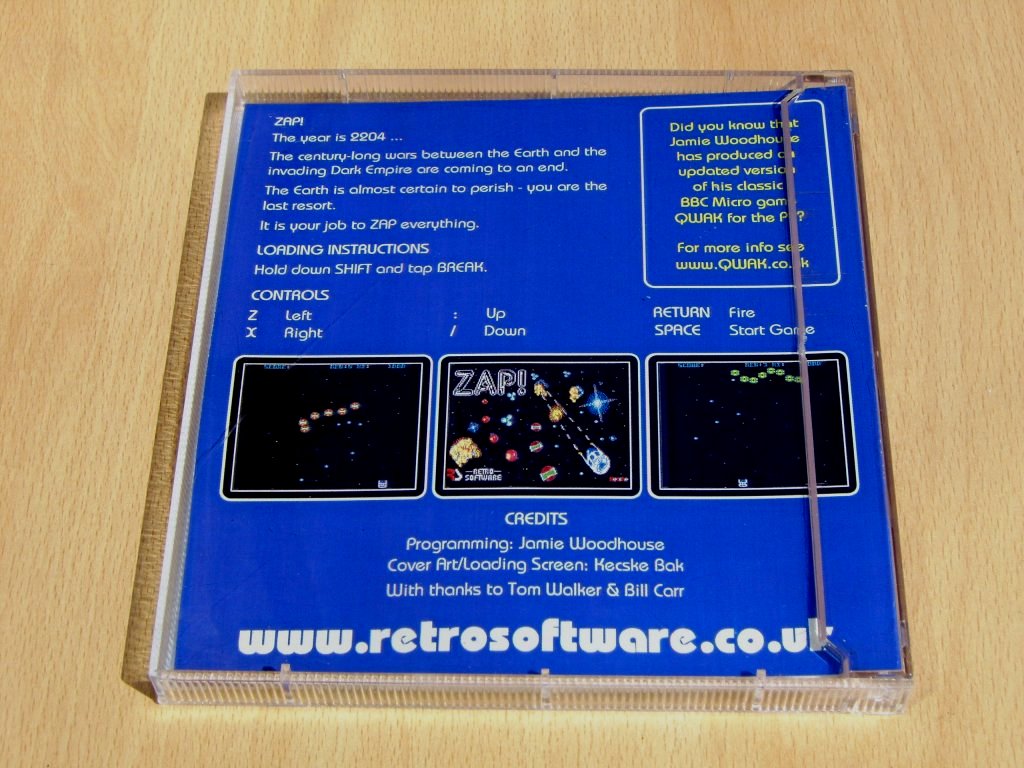 ZAP!
The year is 2204 ...
The century-long wars between the Earth and the
invading Dark Empire are coming to an end.
The Earth is almost certain to perish - you are the
last resort.
It is your job to ZAP everything.
LOADING INSTRUCTIONS
Hold down SHIFT and tap BREAK.
Did you know that
Jamie Woodhouse
has produced an
updated version
of his classic
BBC Micro game
QWAK for the PC?
For more info see
www.QWAK.co.uk
CONTROLS
Z Left : Up RETURN Fire
X Right / Down SPACE Start Game
ZAP!
RETRO
SOFTWARE
CREDITS
Programming: Jamie Woodhouse
Cover Art/Loading Screen: Kecske Bak
With thanks to Tom Walker & Bill Carr
www.retrosoftware.co.uk